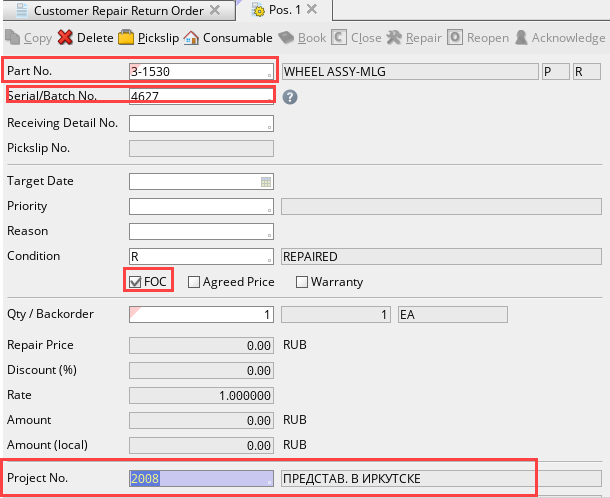 Customer Repair Return Order Pos. 1
Copy Delete Pickslip Consumable Book Close Repair Reopen Acknowledge
Part No. 3-1530 WHEEL ASSY-MLG P R
Serial/Batch No. 4627
Receiving Detail No.
Pickslip No.
Target Date
Priority
Reason
Condition R REPAIRED
FOC Agreed Price Warranty
Qty / Backorder 1 1 EA
Repair Price 0.00 RUB
Discount (%) 0.00
Rate 1.000000
Amount 0.00 RUB
Amount (local) 0.00 RUB
Project No. 2008 ПРЕДСТАВ. В ИРКУТСКЕ